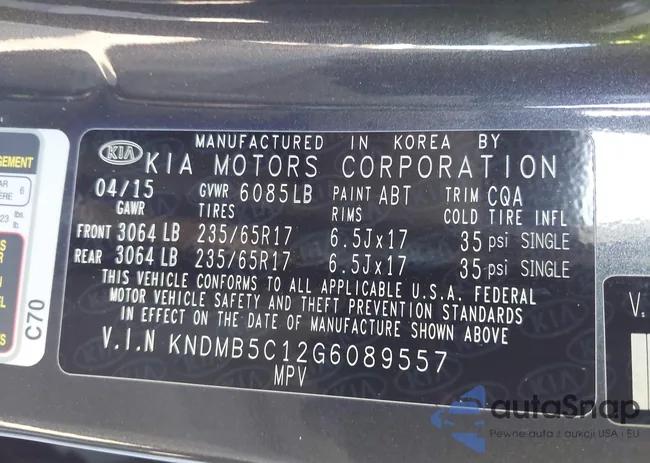 MANUFACTURED IN KOREA BY
KIA KIA MOTORS CORPORATION
04/15 GVWR 6085LB PAINT ABT TRIM CQA
GAWR TIRES RIMS COLD TIRE INFL
FRONT 3064 LB 235/65R17 6.5Jx17 35 psi SINGLE
REAR 3064 LB 235/65R17 6.5Jx17 35 psi SINGLE
THIS VEHICLE CONFORMS TO ALL APPLICABLE U.S.A. FEDERAL
MOTOR VEHICLE SAFETY AND THEFT PREVENTION STANDARDS
IN EFFECT ON THE DATE OF MANUFACTURE SHOWN ABOVE
V.I.N KNDMB5C12G6089557
MPV
C70
V.
autoSnap
Pewne auta z aukcji USA i EU